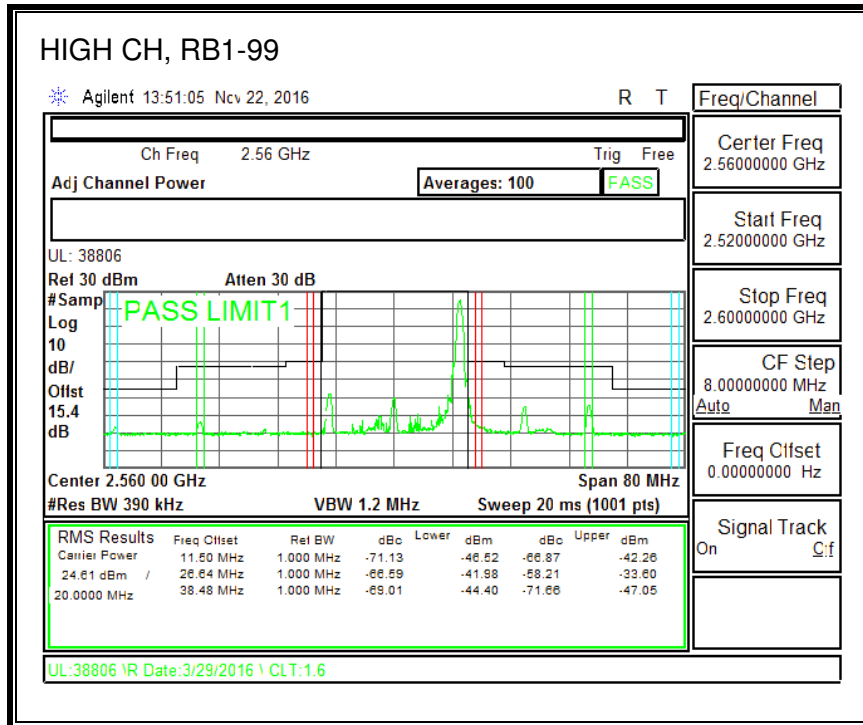 HIGH CH, RB1-99
Agilent 13:51:05 Nov 22, 2016 R T
Freq/Channel
Ch Freq 2.56 GHz Trig Free
Adj Channel Power Averages: 100 PASS
Center Freq
2.56000000 GHz
Start Freq
2.52000000 GHz
Stop Freq
2.60000000 GHz
CF Step
8.00000000 MHz
Auto Man
Freq Offset
0.00000000 Hz
Signal Track
On Off
UL: 38806
Ref 30 dBm Atten 30 dB
#Samp
Log
10
dB/
Offst
15.4
dB
PASS LIMIT1
Center 2.560 00 GHz Span 80 MHz
#Res BW 390 kHz VBW 1.2 MHz Sweep 20 ms (1001 pts)
RMS Results Freq Offset Ref BW dBc Lower dBm dBc Upper dBm
Carrier Power 11.50 MHz 1.000 MHz -71.13 -46.52 -66.87 -42.26
24.61 dBm / 26.64 MHz 1.000 MHz -66.59 -41.98 -58.21 -33.60
20.0000 MHz 38.48 MHz 1.000 MHz -69.01 -44.40 -71.66 -47.05
UL:38806 \R Date:3/29/2016 \ CLT:1.6